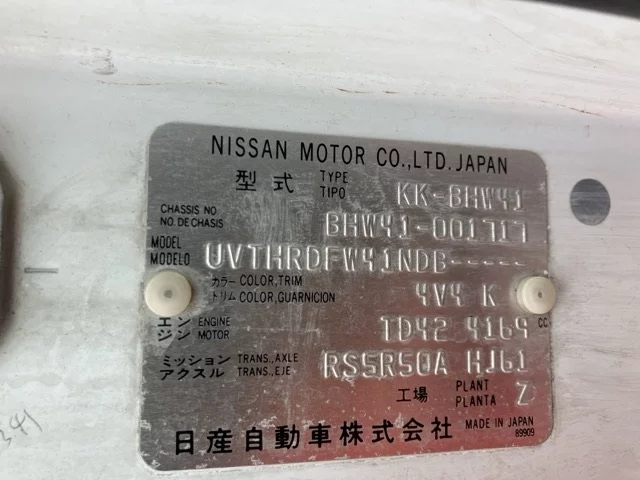 NISSAN MOTOR CO.,LTD. JAPAN
型式 TYPE TIPO KK-BHW41
CHASSIS NO NO.DE CHASIS BHW41-001717
MODEL MODELO UVTHRDFW41NDB-----
カラー トリム COLOR,TRIM COLOR,GUARNICION 4V4 K
エンジン ENGINE MOTOR TD42 4169 CC
ミッション アクスル TRANS.,AXLE TRANS.,EJE RS5R50A HJ61
工場 PLANT PLANTA Z
日産自動車株式会社 MADE IN JAPAN
89909